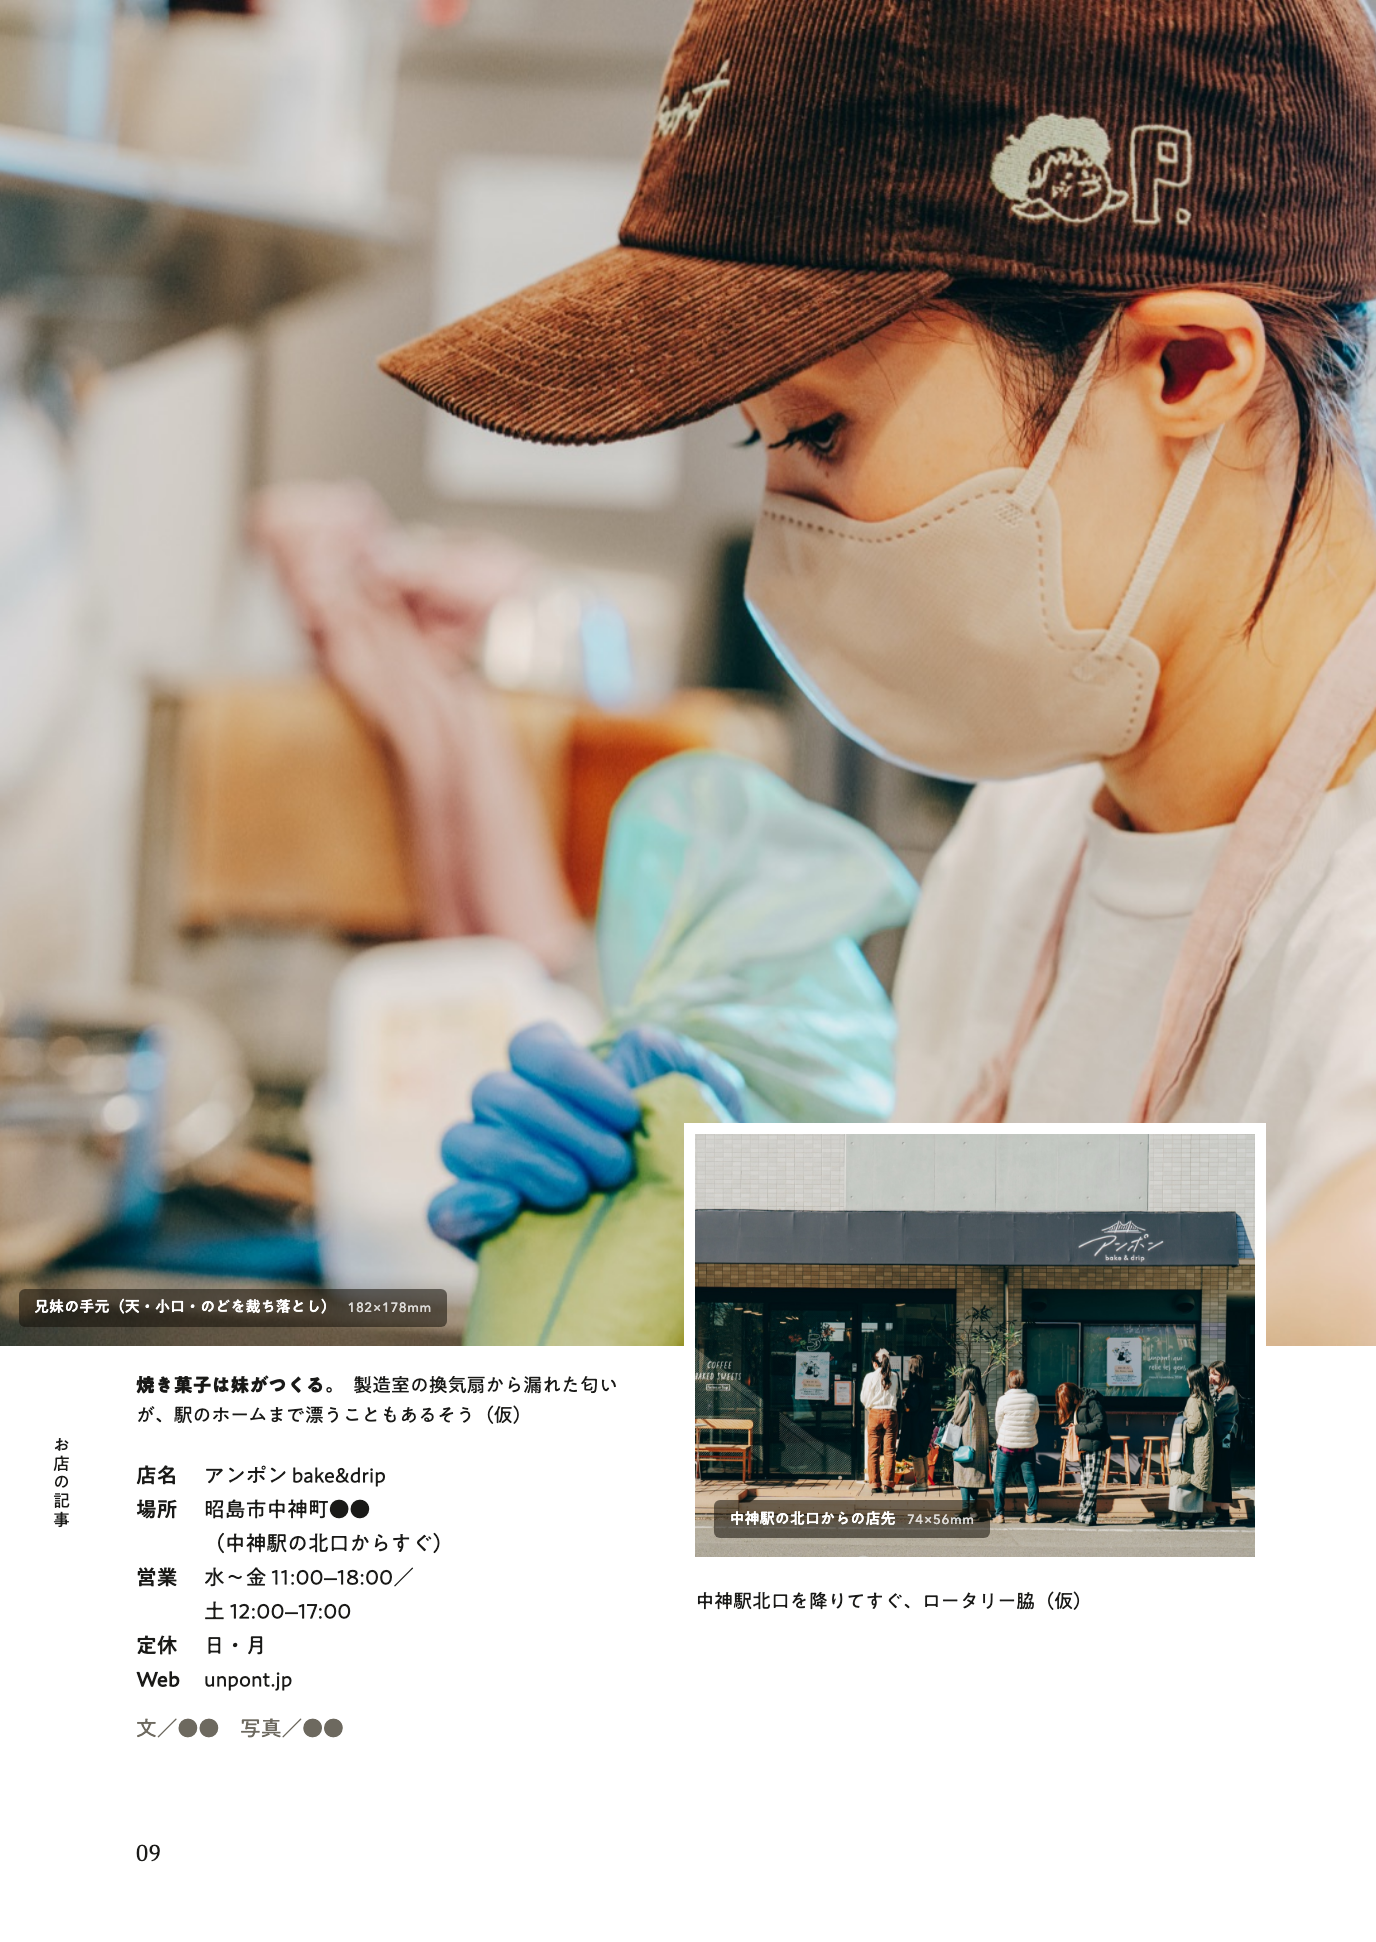 P.
兄妹の手元（天・小口・のどを裁ち落とし） 182×178mm
焼き菓子は妹がつくる。 製造室の換気扇から漏れた匂い
が、駅のホームまで漂うこともあるそう（仮）
お店の記事
店名 アンポン bake&drip
場所 昭島市中神町●●
（中神駅の北口からすぐ）
営業 水～金 11:00–18:00／
土 12:00–17:00
定休 日・月
Web unpont.jp
文／●● 写真／●●
アンポン
bake & drip
COFFEE
BAKED SWEETS
中神駅の北口からの店先 74×56mm
中神駅北口を降りてすぐ、ロータリー脇（仮）
09